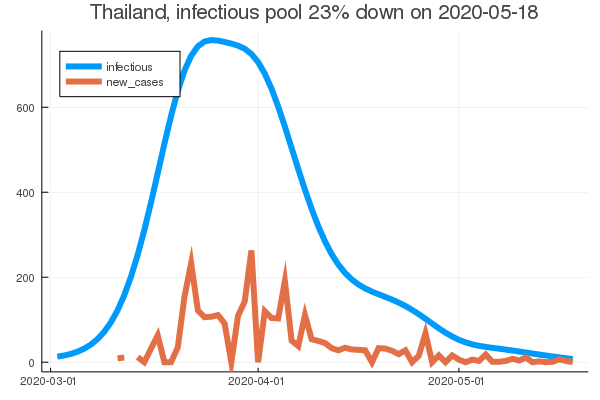 Thailand, infectious pool 23% down on 2020-05-18
infectious
new_cases
600
400
200
0
2020-03-01
2020-04-01
2020-05-01